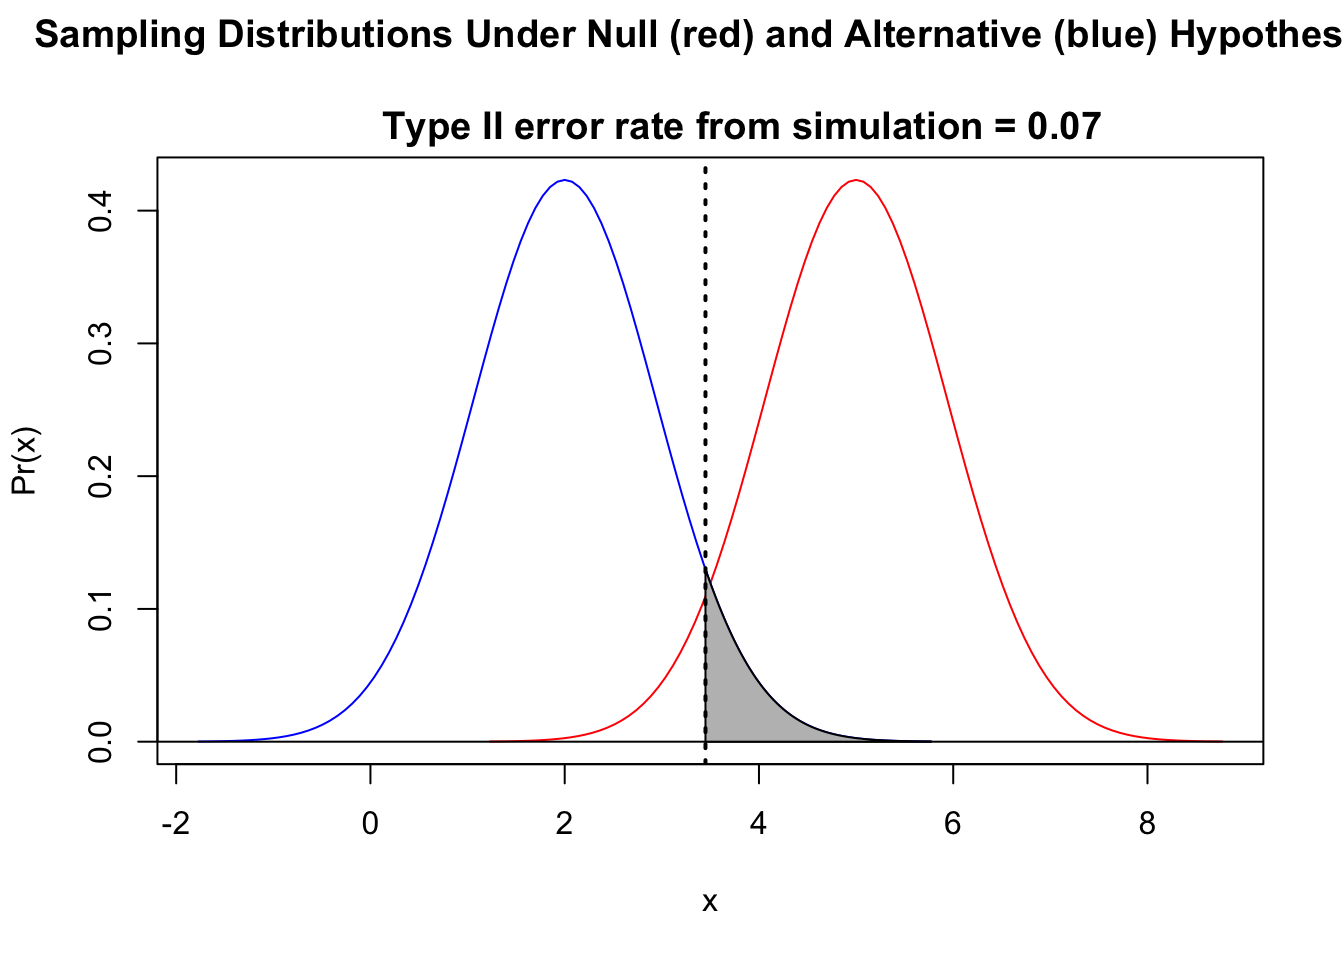 Sampling Distributions Under Null (red) and Alternative (blue) Hypothes
Type II error rate from simulation = 0.07
0.4
0.3
0.2
0.1
0.0
Pr(x)
-2 0 2 4 6 8
x